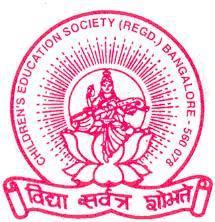 CHILDREN'S EDUCATION SOCIETY (REGD.) BANGALORE - 560 078
विद्या सर्वत्र शोभते